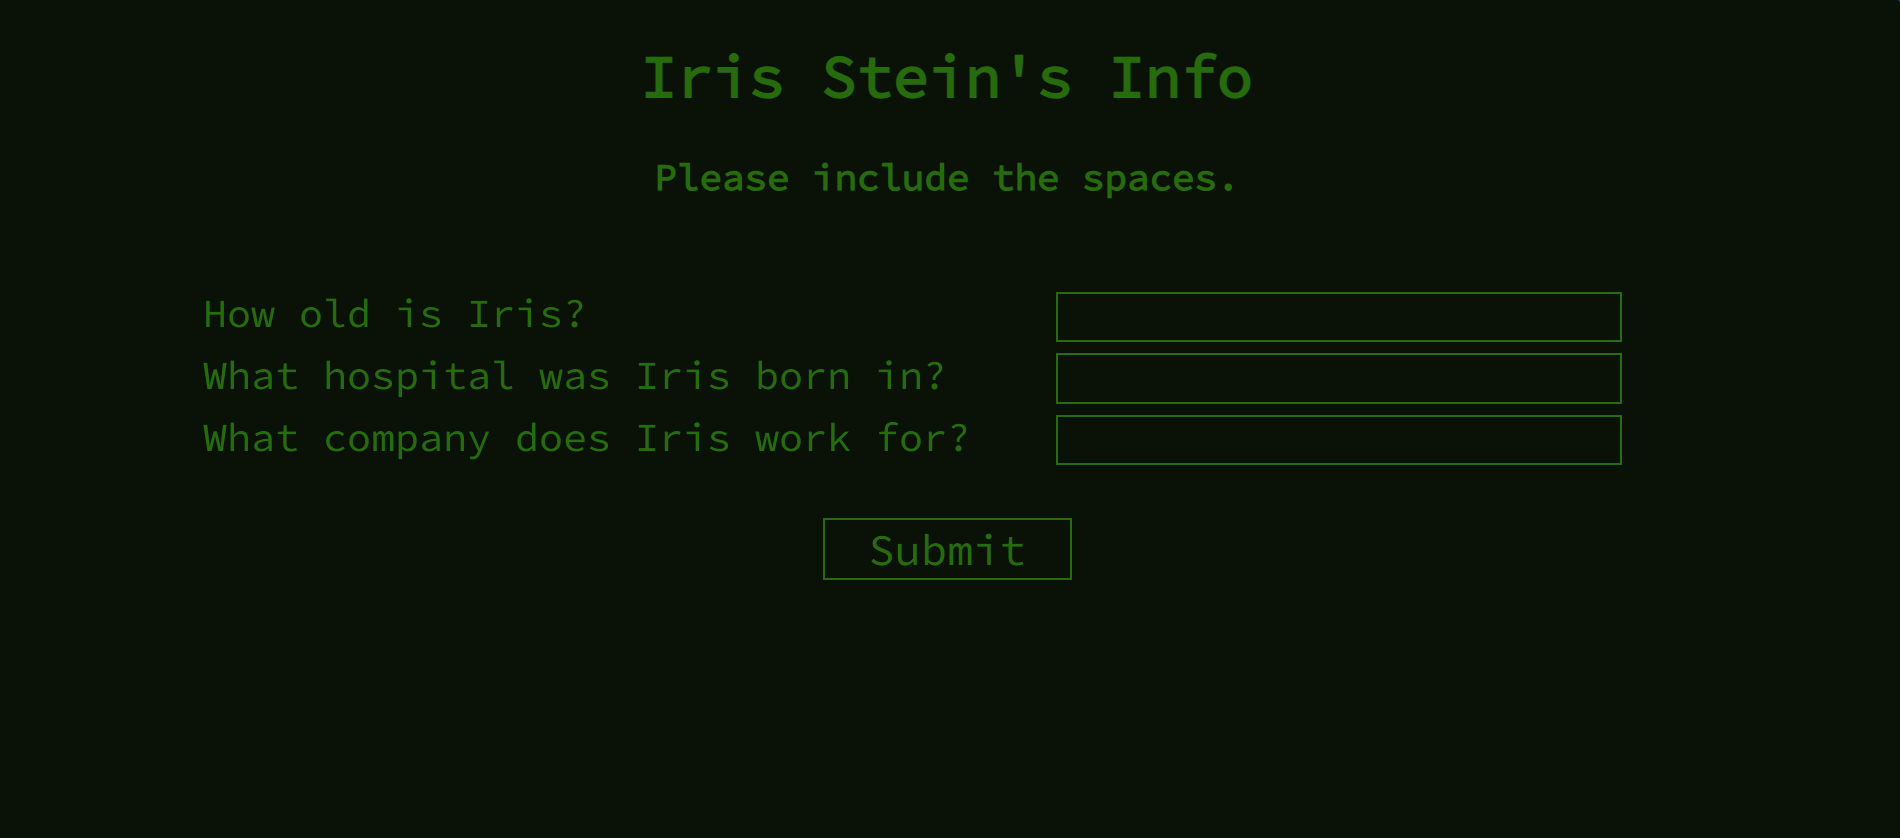 Iris Stein's Info
Please include the spaces.
How old is Iris?
What hospital was Iris born in?
What company does Iris work for?
Submit